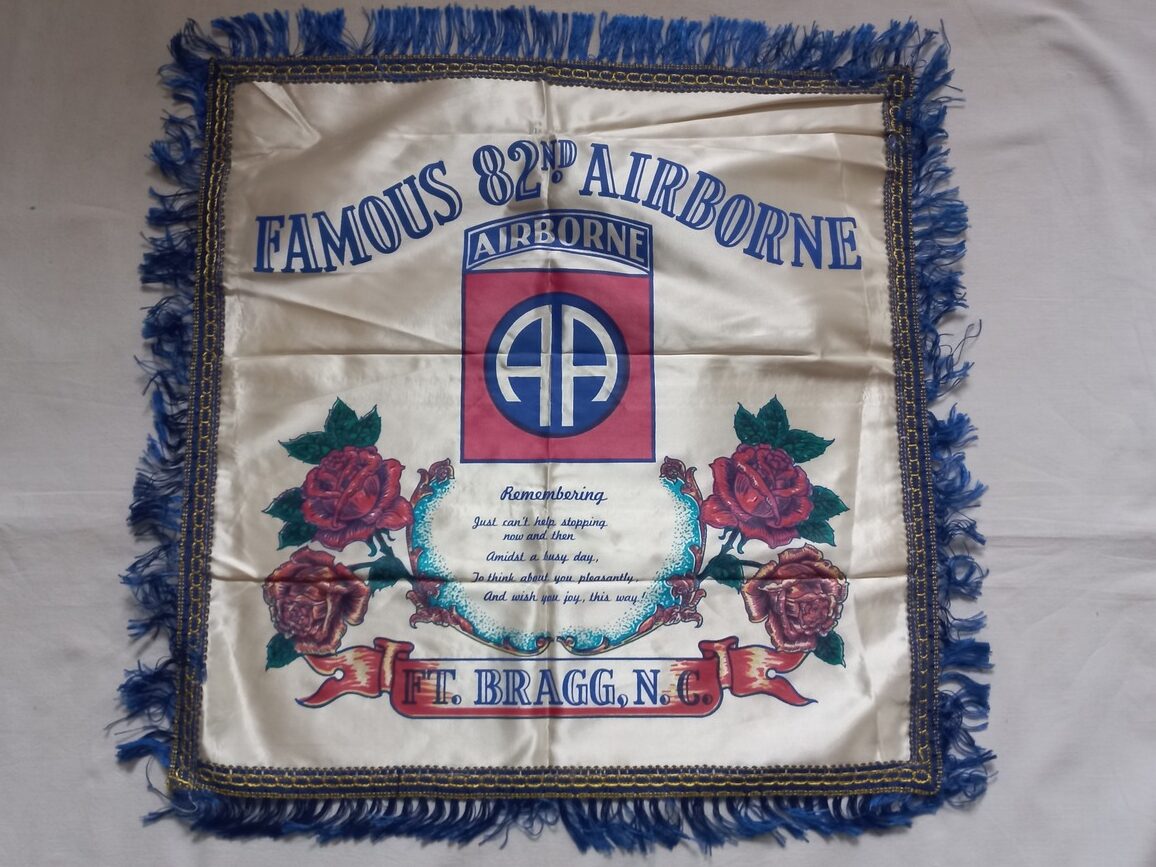 FAMOUS 82ND AIRBORNE
AIRBORNE
AA
Remembering
Just can't help stopping
now and then
Amidst a busy day,
To think about you pleasantly,
And wish you joy, this way!
FT. BRAGG, N.C.